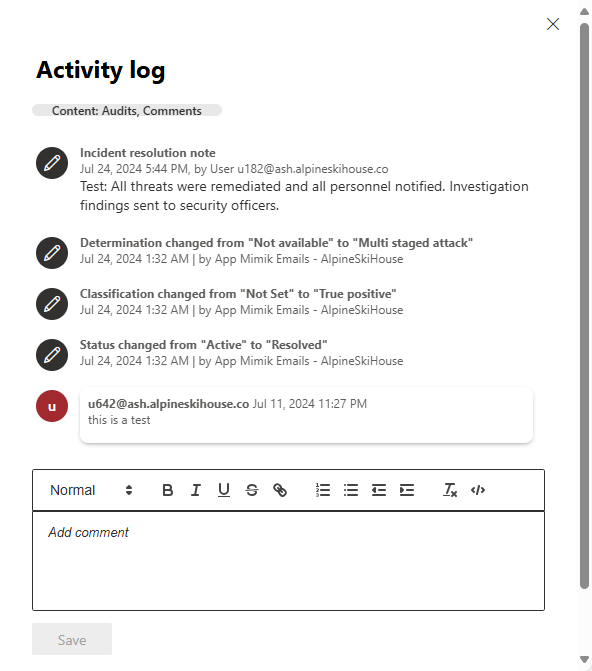 Activity log
Content: Audits, Comments
Incident resolution note
Jul 24, 2024 5:44 PM, by User u182@ash.alpineskihouse.co
Test: All threats were remediated and all personnel notified. Investigation
findings sent to security officers.
Determination changed from "Not available" to "Multi staged attack"
Jul 24, 2024 1:32 AM | by App Mimik Emails - AlpineSkiHouse
Classification changed from "Not Set" to "True positive"
Jul 24, 2024 1:32 AM | by App Mimik Emails - AlpineSkiHouse
Status changed from "Active" to "Resolved"
Jul 24, 2024 1:32 AM | by App Mimik Emails - AlpineSkiHouse
u
u642@ash.alpineskihouse.co Jul 11, 2024 11:27 PM
this is a test
Normal B I U S
Add comment
Save